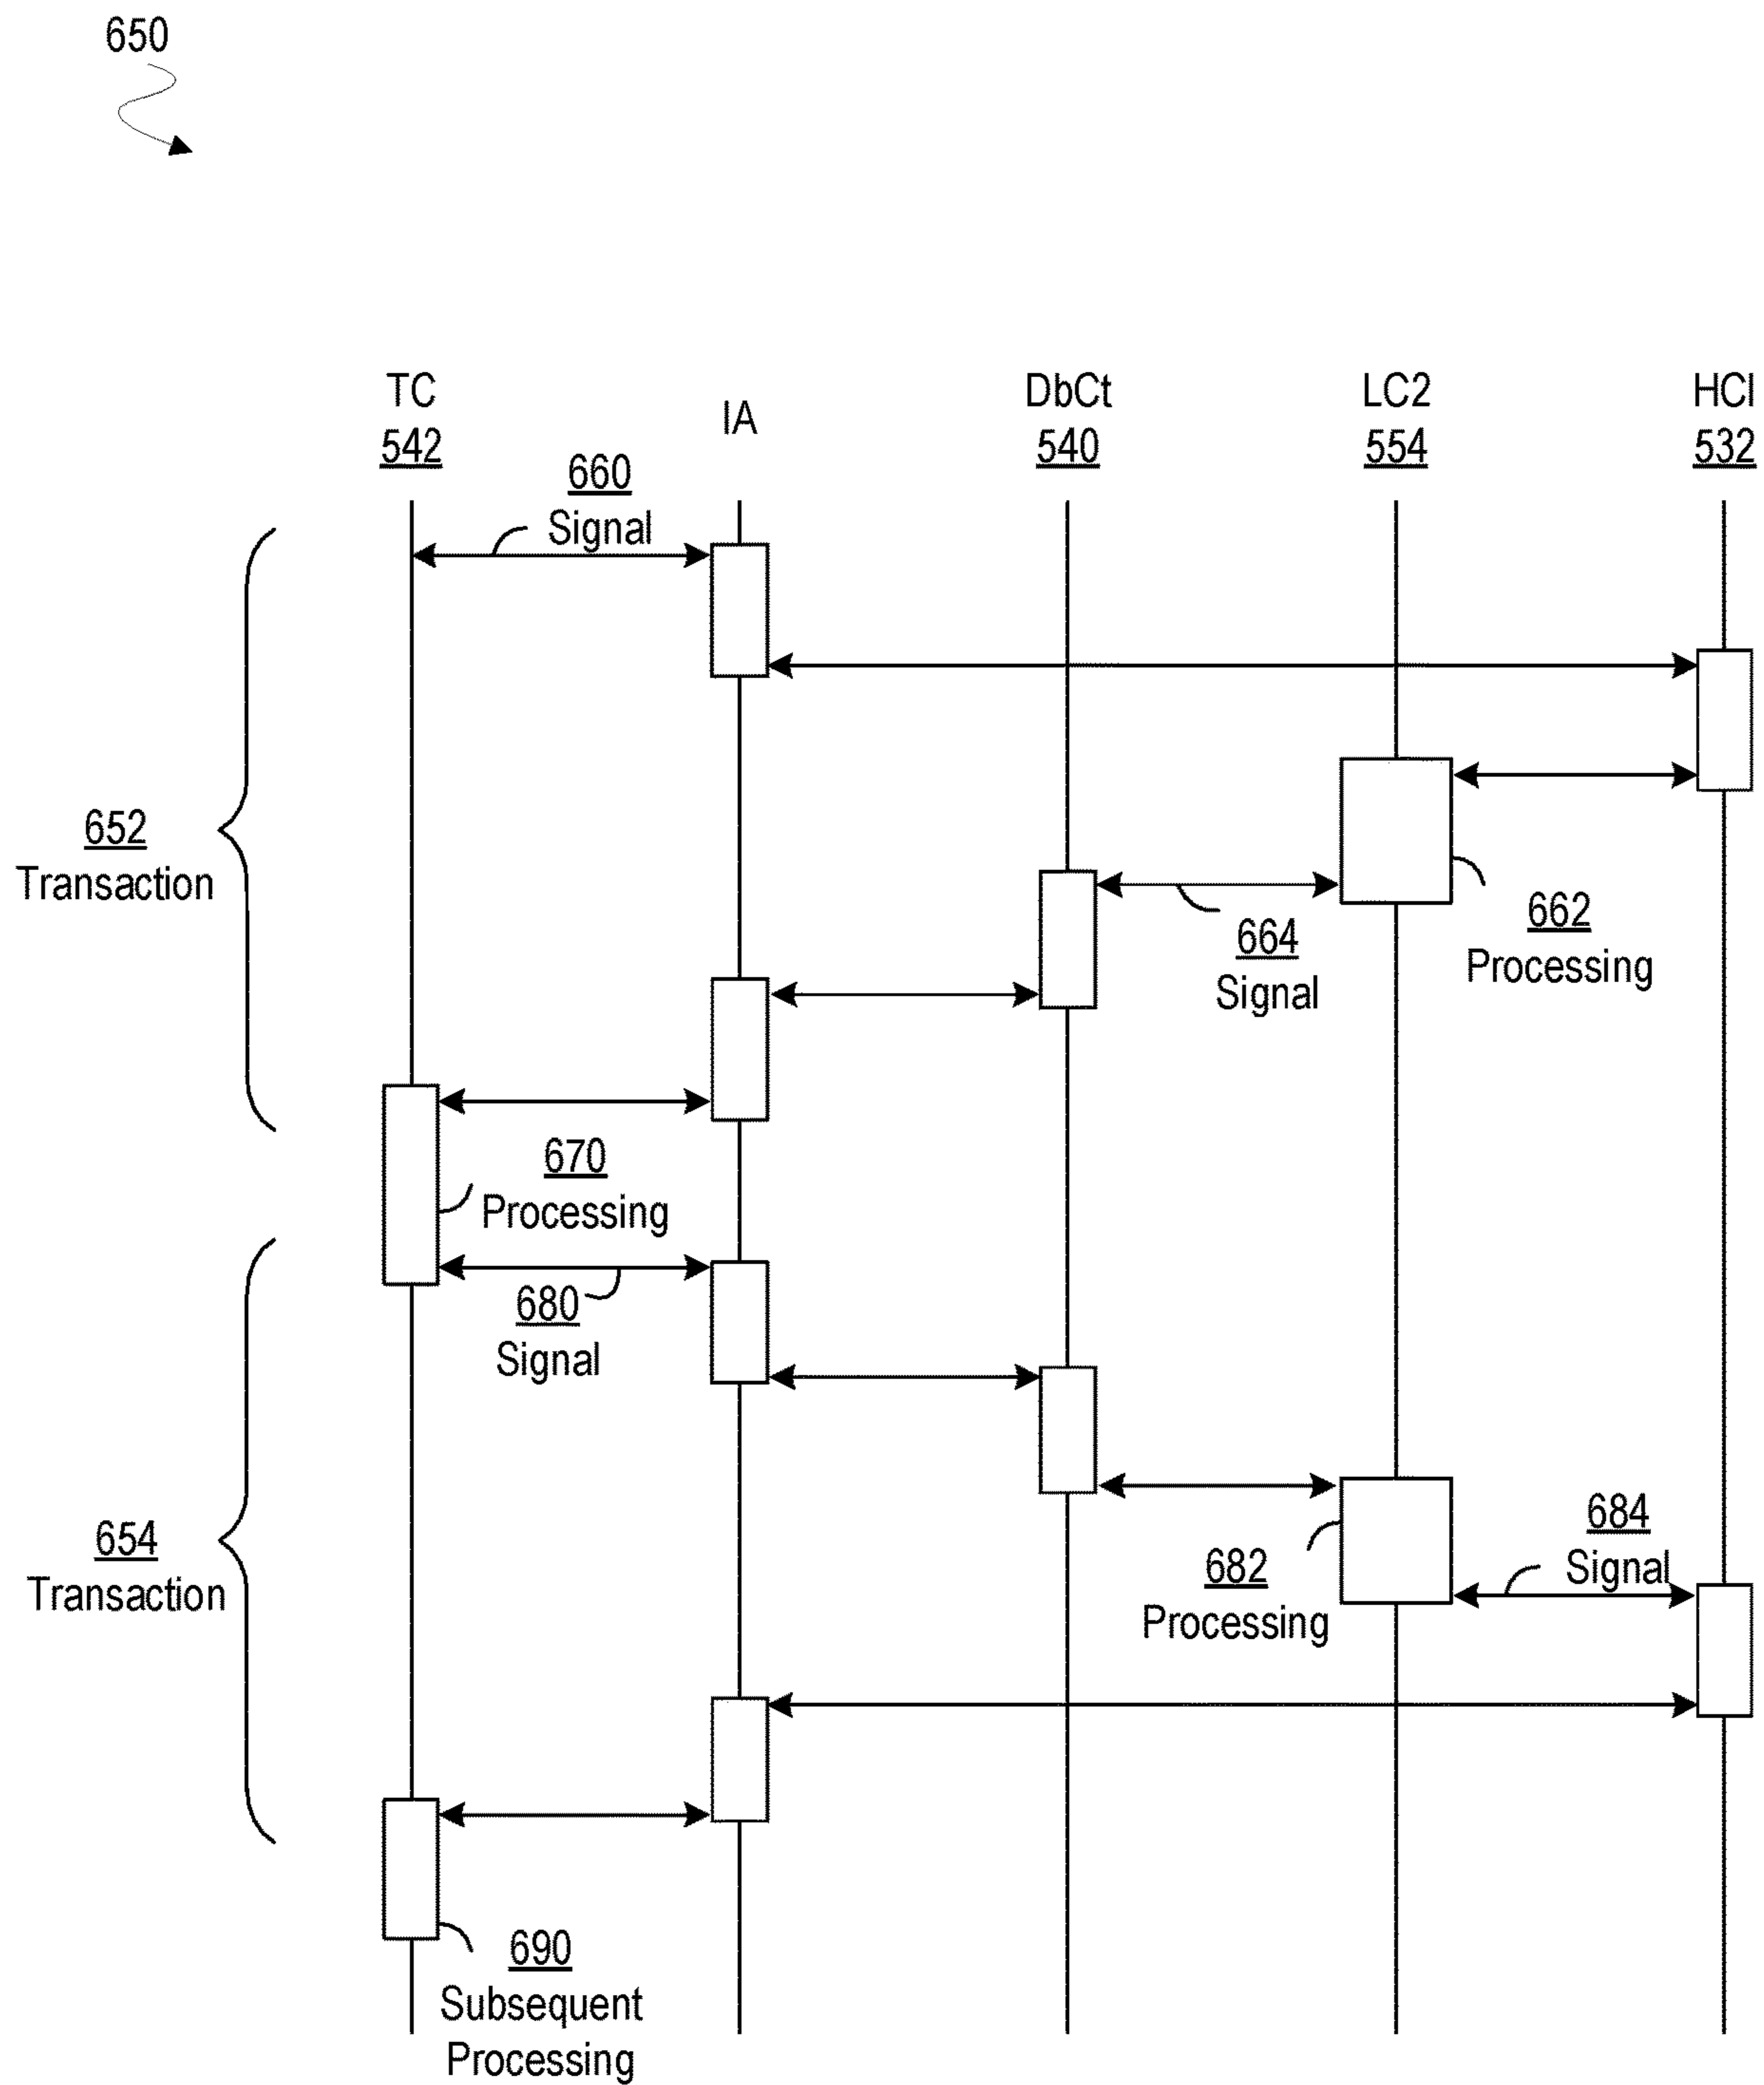 650
TC
542
IA
DbCt
540
LC2
554
HCI
532
660
Signal
652
Transaction
664
Signal
662
Processing
670
Processing
680
Signal
654
Transaction
682
Processing
684
Signal
690
Subsequent
Processing